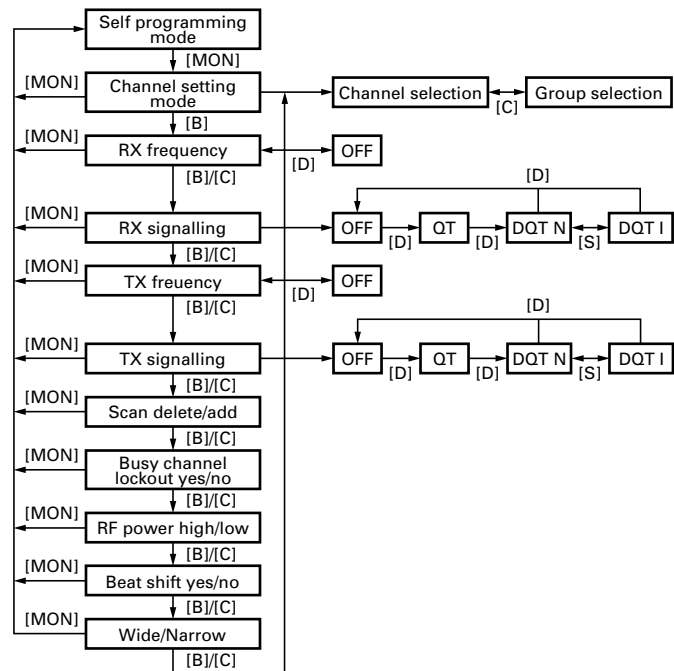 Self programming
mode
[MON]
[MON]
Channel setting
mode
Channel selection
[C]
Group selection
[B]
[MON]
RX frequency
[D]
OFF
[B]/[C]
[D]
[MON]
RX signalling
OFF
[D]
QT
[D]
DQT N
[S]
DQT I
[B]/[C]
[MON]
TX freuency
[D]
OFF
[B]/[C]
[D]
[MON]
TX signalling
OFF
[D]
QT
[D]
DQT N
[S]
DQT I
[B]/[C]
[MON]
Scan delete/add
[B]/[C]
[MON]
Busy channel
lockout yes/no
[B]/[C]
[MON]
RF power high/low
[B]/[C]
[MON]
Beat shift yes/no
[B]/[C]
[MON]
Wide/Narrow
[B]/[C]